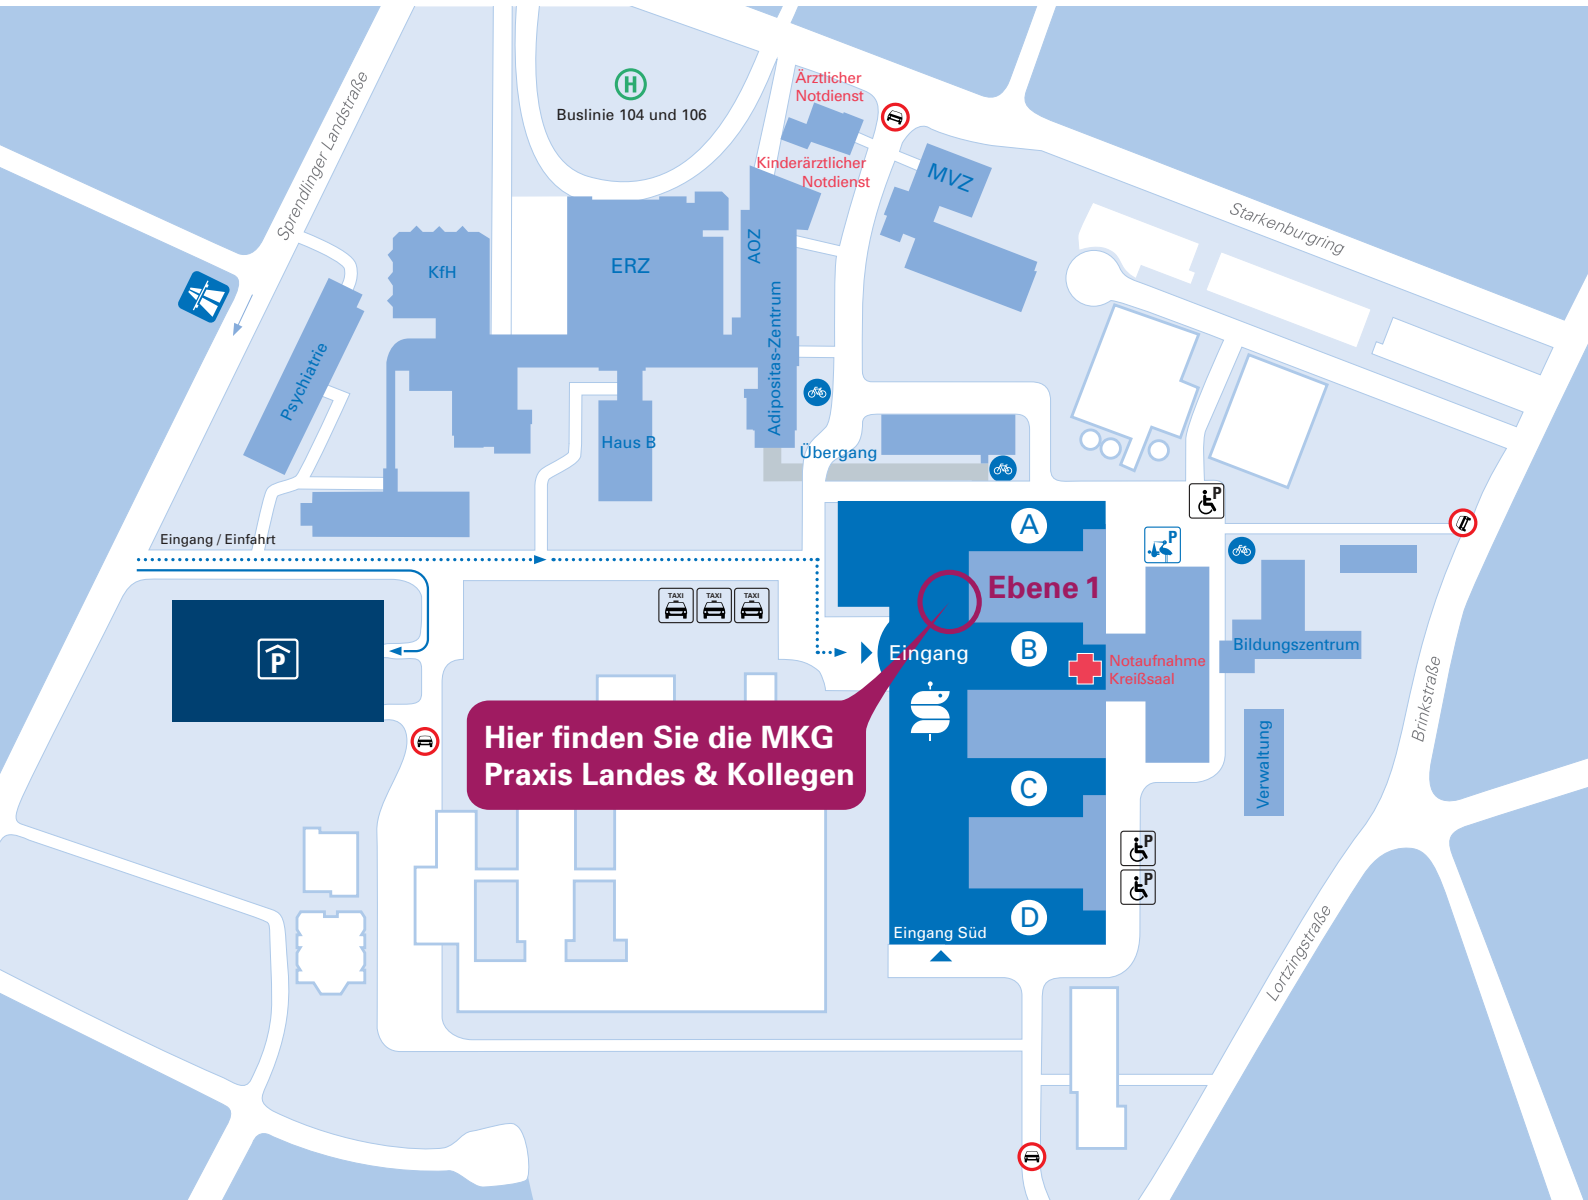 Sprendlinger Landstraße
H
Buslinie 104 und 106
Ärztlicher
Notdienst
Kinderärztlicher
Notdienst
MVZ
Starkenburgring
KfH
ERZ
AOZ
Adipositas-Zentrum
Psychiatrie
Haus B
Übergang
Eingang / Einfahrt
P
TAXI
TAXI
TAXI
A
Ebene 1
Eingang
B
Notaufnahme
Kreißsaal
P
P
Bildungszentrum
Brinkstraße
Verwaltung
Hier finden Sie die MKG
Praxis Landes & Kollegen
C
P
P
D
Eingang Süd
Lortzingstraße